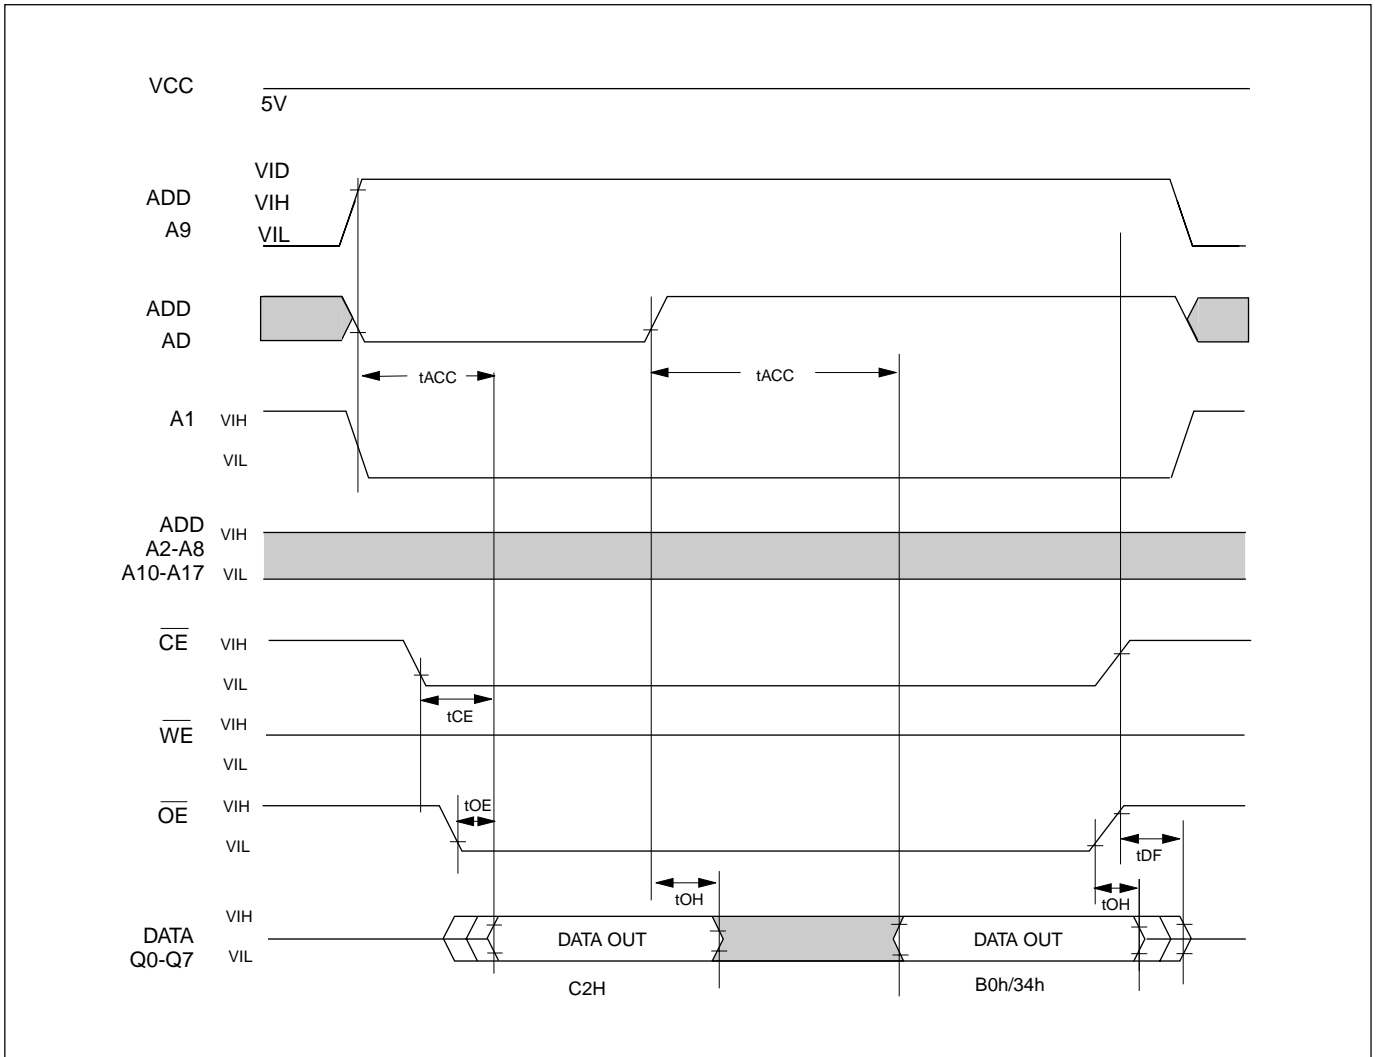 VCC
5V
VID
ADD
VIH
A9
VIL
ADD
AD
tACC
tACC
A1
VIH
VIL
ADD
VIH
A2-A8
A10-A17
VIL
CE
VIH
VIL
tCE
WE
VIH
VIL
OE
VIH
tOE
VIL
tDF
tOH
tOH
DATA
Q0-Q7
VIH
VIL
DATA OUT
DATA OUT
C2H
B0h/34h